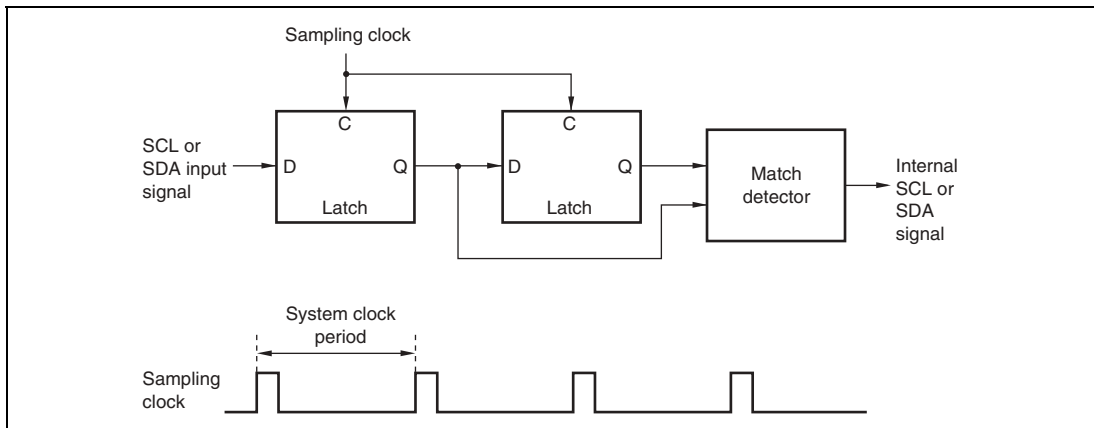 Sampling clock
C
C
SCL or
SDA input
signal
D
Q
D
Q
Latch
Latch
Match
detector
Internal
SCL or
SDA
signal
System clock
period
Sampling
clock